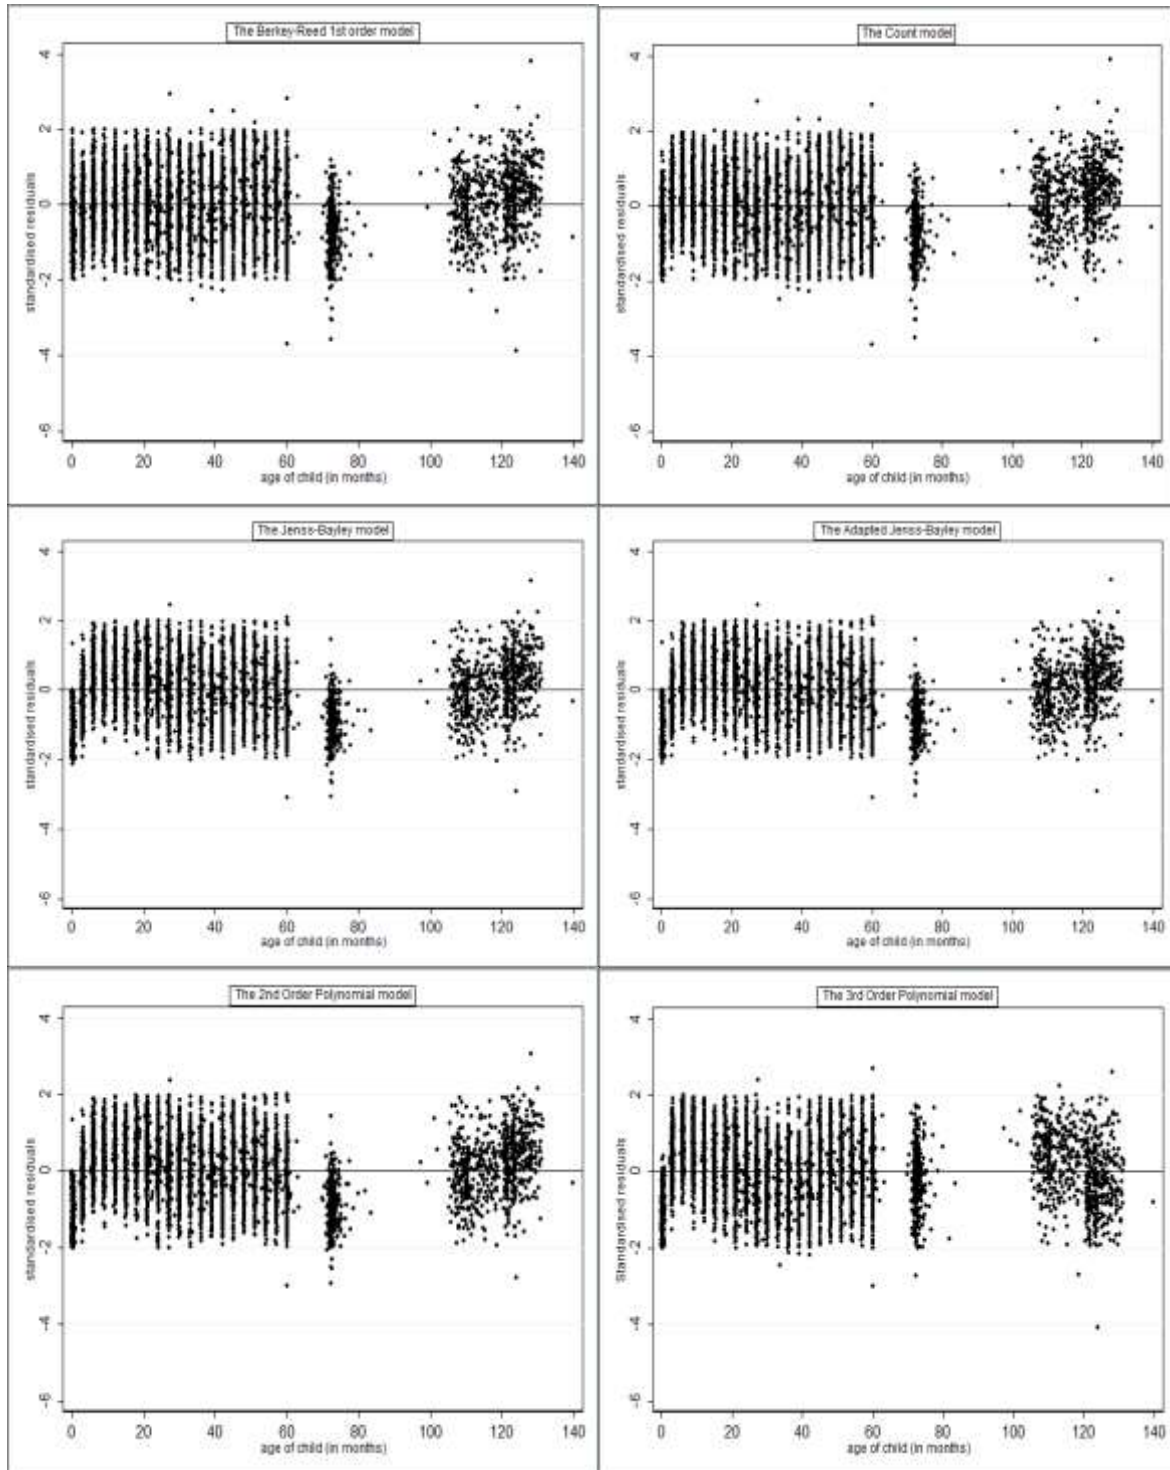 The Berkey-Reed 1st order model
4
2
0
-2
-4
-6
standardised residuals
0 20 40 60 80 100 120 140
age of child (in months)
The Count model
4
2
0
-2
-4
-6
standardised residuals
0 20 40 60 80 100 120 140
age of child (in months)
The Jenss-Bayley model
4
2
0
-2
-4
-6
standardised residuals
0 20 40 60 80 100 120 140
age of child (in months)
The Adapted Jenss-Bayley model
4
2
0
-2
-4
-6
standardised residuals
0 20 40 60 80 100 120 140
age of child (in months)
The 2nd Order Polynomial model
4
2
0
-2
-4
-6
standardised residuals
0 20 40 60 80 100 120 140
age of child (in months)
The 3rd Order Polynomial model
4
2
0
-2
-4
-6
Standardised residuals
0 20 40 60 80 100 120 140
age of child (in months)